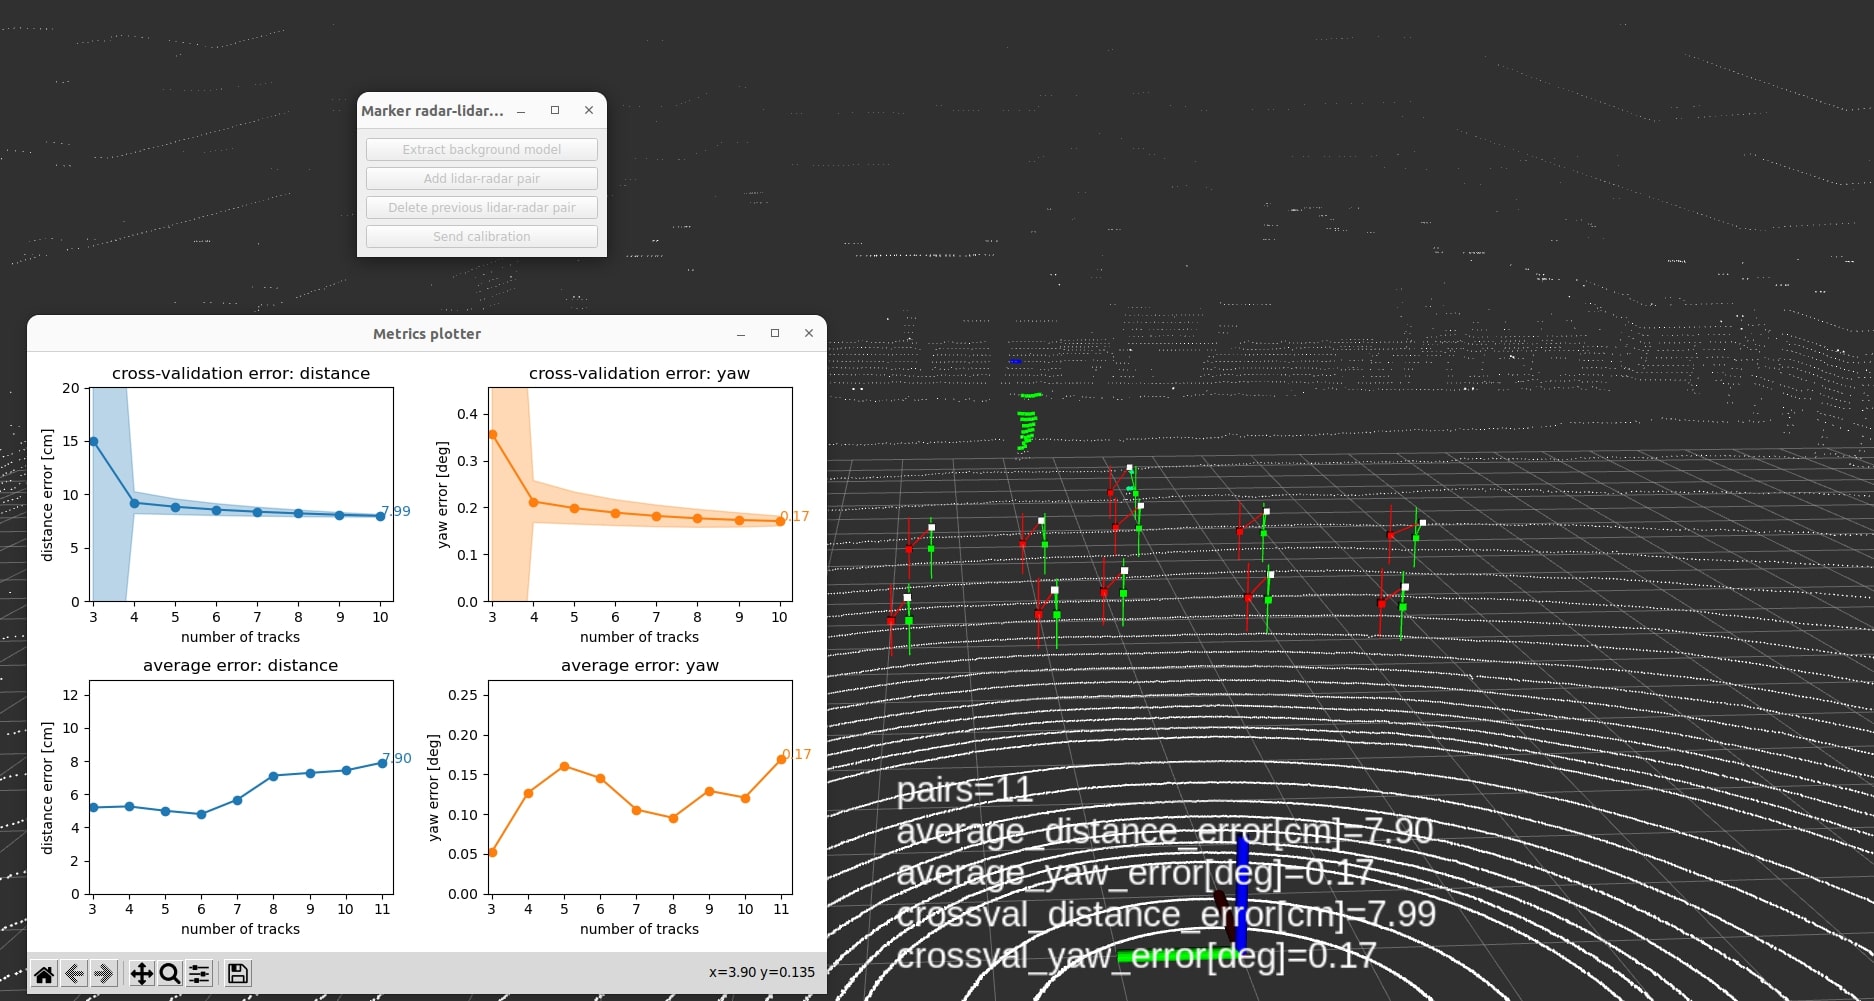 Marker radar-lidar...
Extract background model
Add lidar-radar pair
Delete previous lidar-radar pair
Send calibration
Metrics plotter
cross-validation error: distance
20
15
10
5
0
distance error [cm]
7.99
3 4 5 6 7 8 9 10
number of tracks
cross-validation error: yaw
0.4
0.3
0.2
0.1
0.0
yaw error [deg]
0.17
3 4 5 6 7 8 9 10
number of tracks
average error: distance
12
10
8
6
4
2
0
distance error [cm]
7.90
3 4 5 6 7 8 9 10 11
number of tracks
average error: yaw
0.25
0.20
0.15
0.10
0.05
0.00
yaw error [deg]
0.17
3 4 5 6 7 8 9 10 11
number of tracks
x=3.90 y=0.135
pairs=11
average_distance_error[cm]=7.90
average_yaw_error[deg]=0.17
crossval_distance_error[cm]=7.99
crossval_yaw_error[deg]=0.17